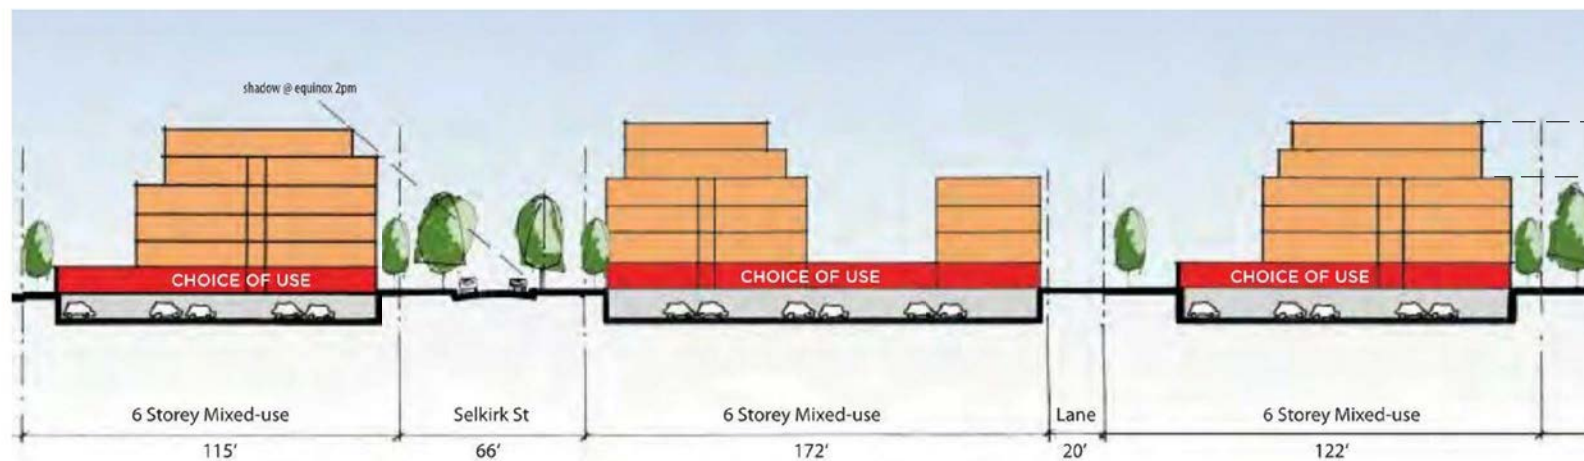 shadow @ equinox 2pm
CHOICE OF USE
CHOICE OF USE
CHOICE OF USE
6 Storey Mixed-use
Selkirk St
6 Storey Mixed-use
Lane
6 Storey Mixed-use
115'
66'
172'
20'
122'